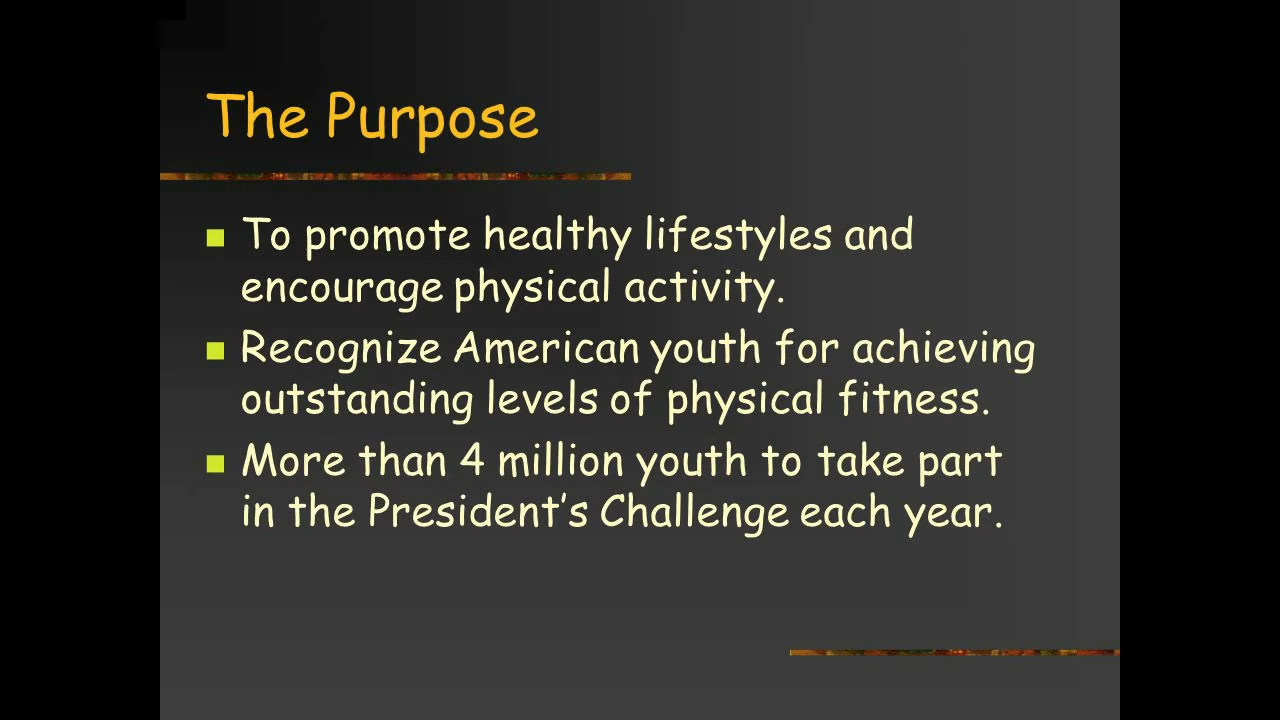 The Purpose
To promote healthy lifestyles and
encourage physical activity.
Recognize American youth for achieving
outstanding levels of physical fitness.
More than 4 million youth to take part
in the President’s Challenge each year.